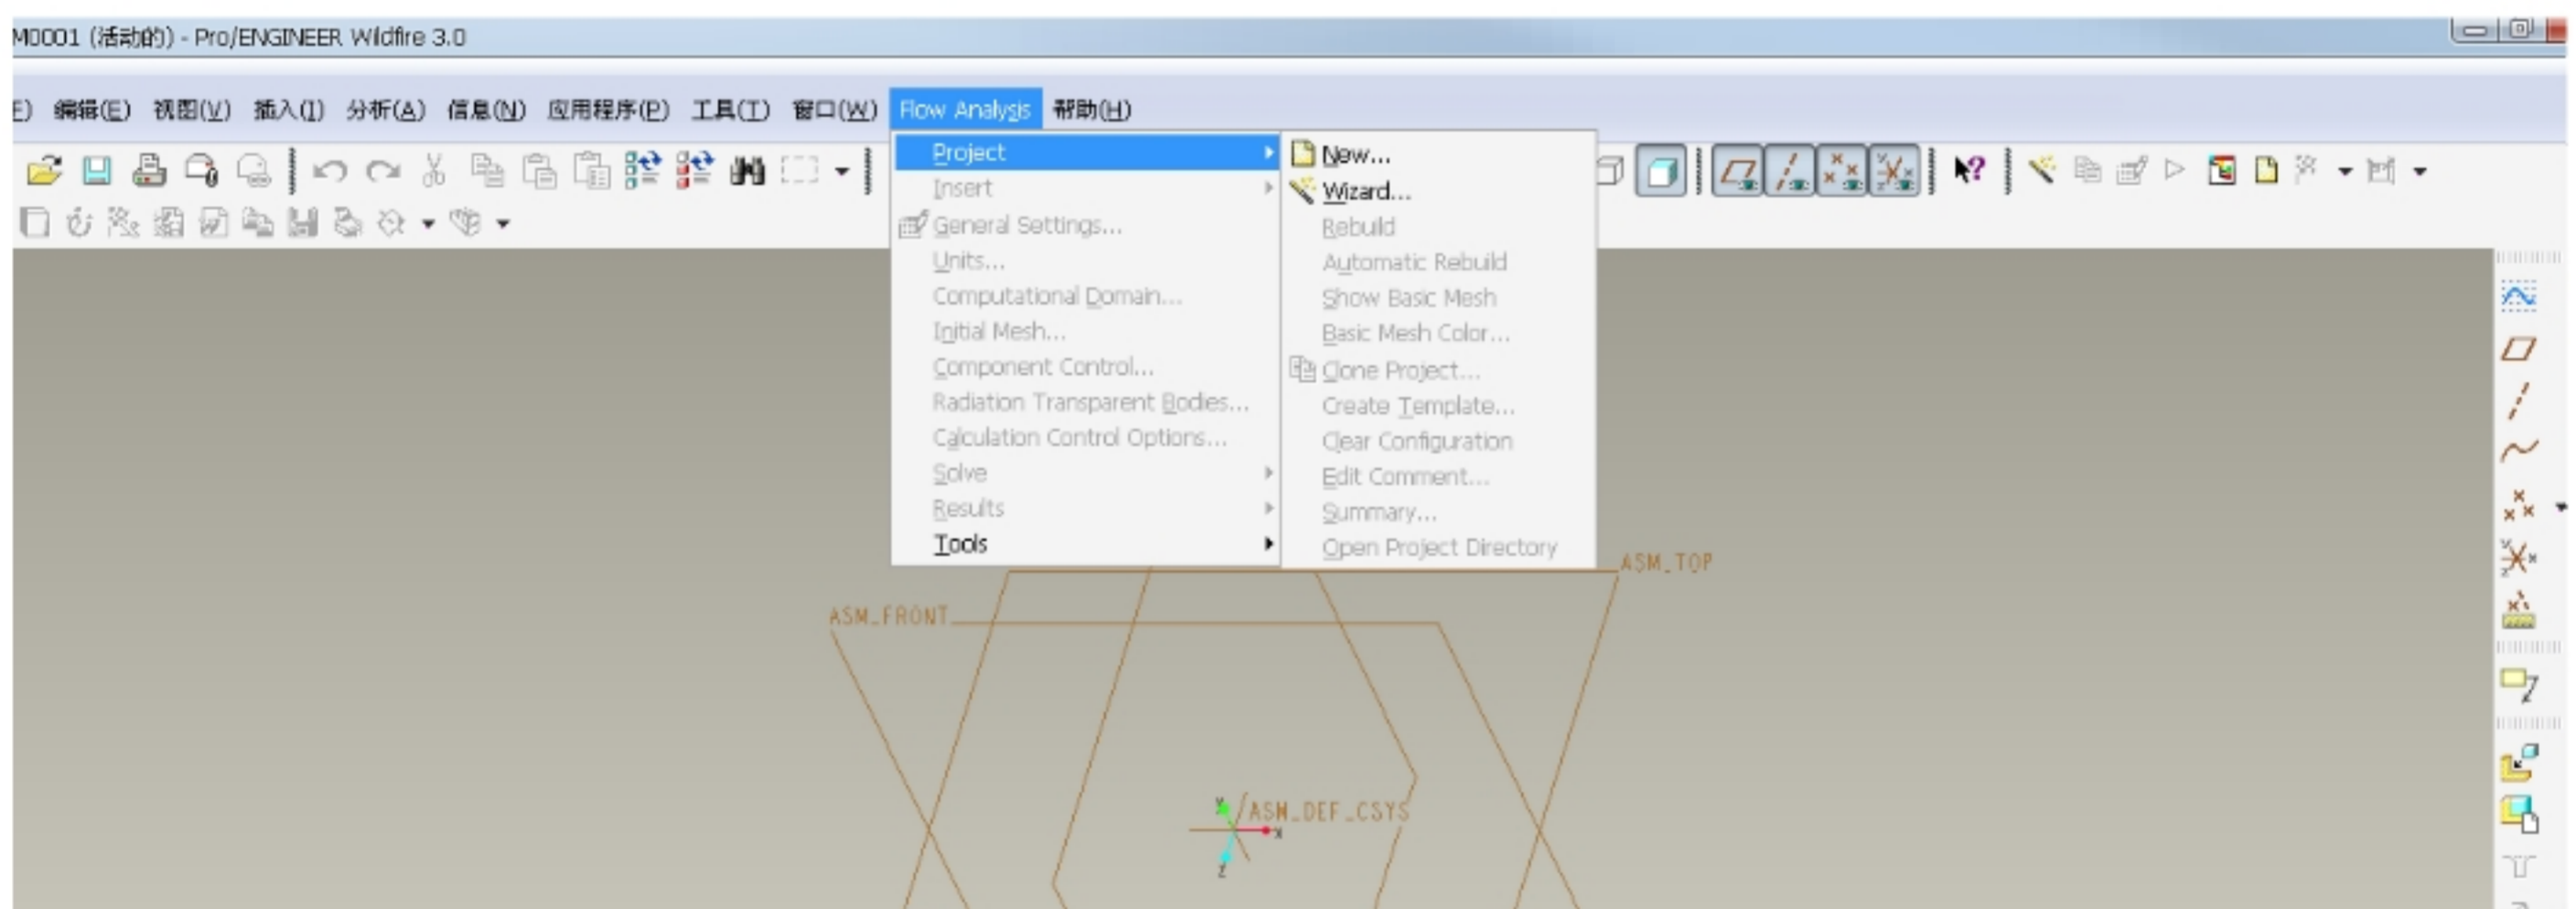 M0001 (活动的) - Pro/ENGINEER Wildfire 3.0
F) 编辑(E) 视图(V) 插入(I) 分析(A) 信息(N) 应用程序(P) 工具(T) 窗口(W) Flow Analysis 帮助(H)
Project
Insert
General Settings...
Units...
Computational Domain...
Initial Mesh...
Component Control...
Radiation Transparent Bodies...
Calculation Control Options...
Solve
Results
Tools
New...
Wizard...
Rebuild
Automatic Rebuild
Show Basic Mesh
Basic Mesh Color...
Clone Project...
Create Template...
Clear Configuration
Edit Comment...
Summary...
Open Project Directory
ASM_TOP
ASM_FRONT
ASM_DEF_CSYS
Y
X
Z